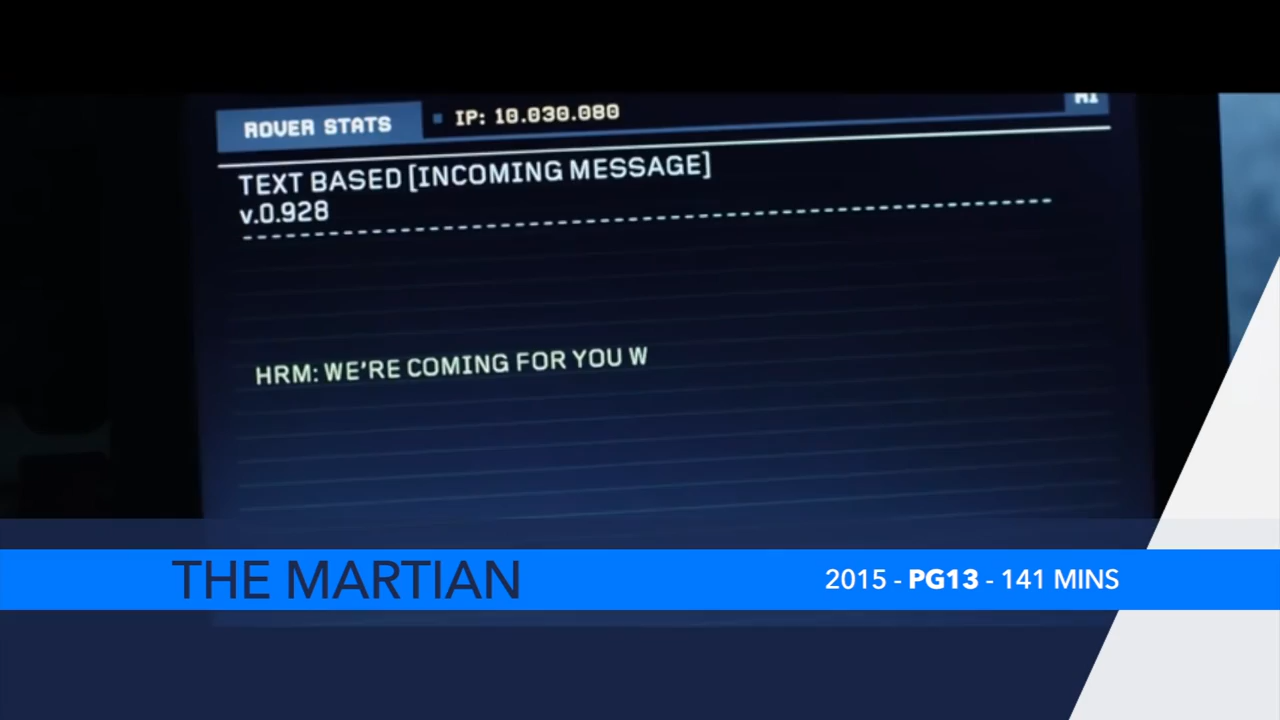 ROVER STATS
IP: 10.030.080
TEXT BASED [INCOMING MESSAGE]
v.0.928
HRM: WE'RE COMING FOR YOU W
THE MARTIAN
2015 - PG13 - 141 MINS